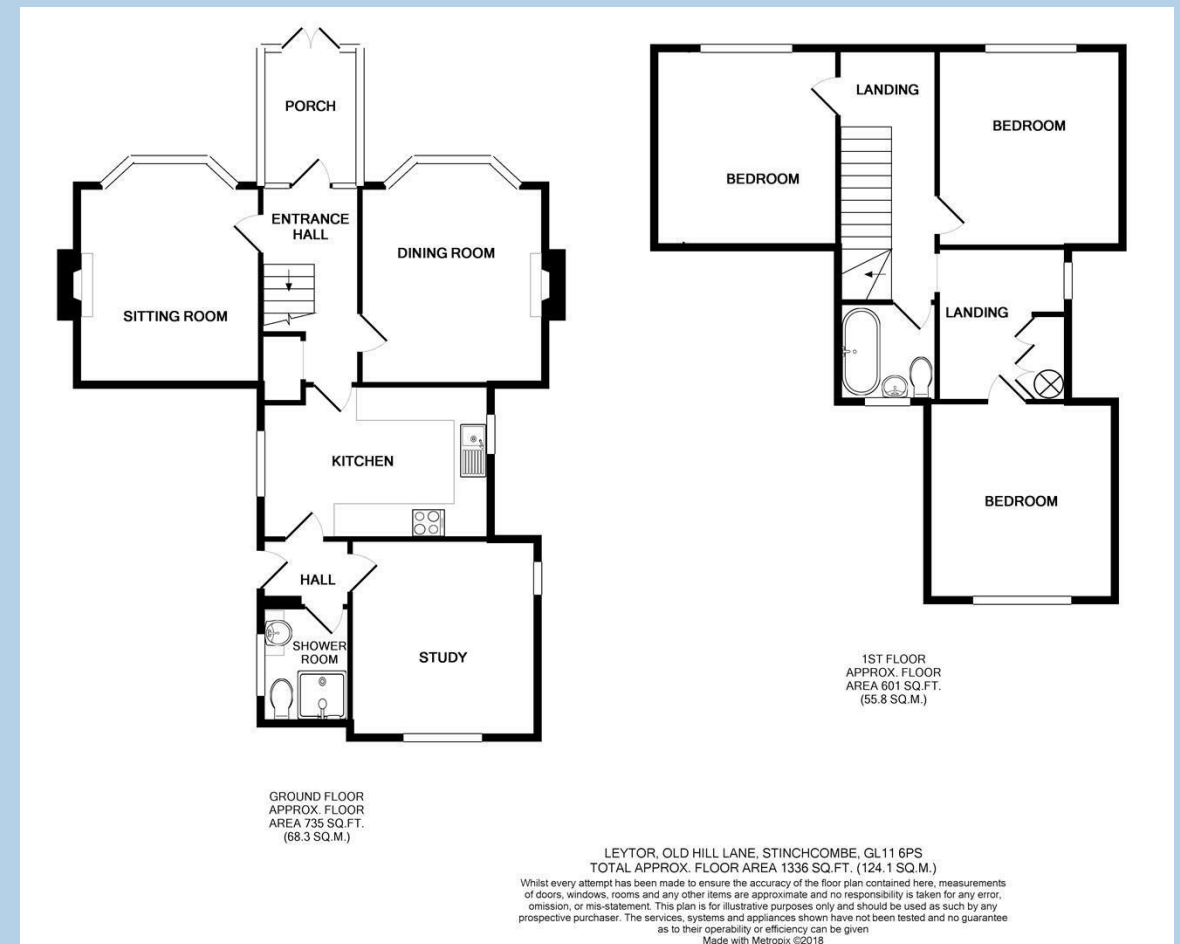 PORCH
ENTRANCE
HALL
DINING ROOM
SITTING ROOM
KITCHEN
HALL
SHOWER
ROOM
STUDY
GROUND FLOOR
APPROX. FLOOR
AREA 735 SQ.FT.
(68.3 SQ.M.)
LANDING
BEDROOM
BEDROOM
LANDING
BEDROOM
1ST FLOOR
APPROX. FLOOR
AREA 601 SQ.FT.
(55.8 SQ.M.)
LEYTOR, OLD HILL LANE, STINCHCOMBE, GL11 6PS
TOTAL APPROX. FLOOR AREA 1336 SQ.FT. (124.1 SQ.M.)
Whilst every attempt has been made to ensure the accuracy of the floor plan contained here, measurements
of doors, windows, rooms and any other items are approximate and no responsibility is taken for any error,
omission, or mis-statement. This plan is for illustrative purposes only and should be used as such by any
prospective purchaser. The services, systems and appliances shown have not been tested and no guarantee
as to their operability or efficiency can be given
Made with Metropix ©2018